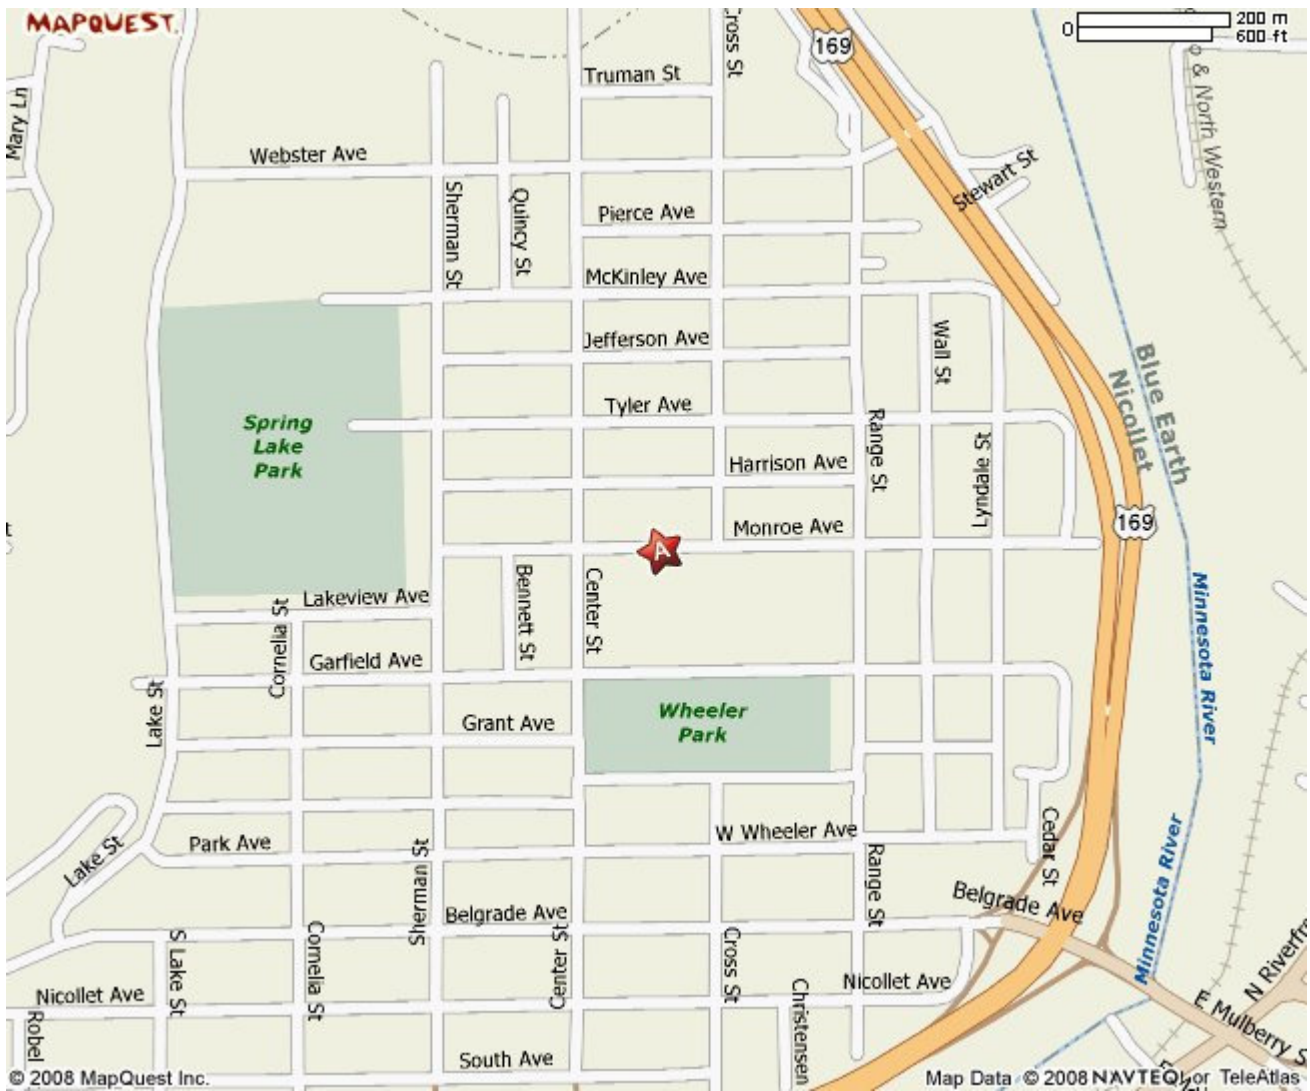 MAPQUEST.
200 m
0
600 ft
Cross St
169
Truman St
Mary Ln
& North Western
Webster Ave
Stewart St
Sherman St
Quincy St
Pierce Ave
McKinley Ave
Jefferson Ave
Wall St
Blue Earth
Nicollet
Tyler Ave
Spring
Lake
Park
Range St
Lyndale St
Harrison Ave
Monroe Ave
169
A
Bennett St
Center St
Lakeview Ave
Cornelia St
Minnesota River
Garfield Ave
Lake St
Grant Ave
Wheeler
Park
W Wheeler Ave
Park Ave
Lake St
Sherman St
Range St
Cedar St
Minnesota River
Belgrade Ave
Belgrade Ave
S Lake St
Cornelia St
Center St
Cross St
Nicollet Ave
Nicollet Ave
Christensen
N Riverfr
E Mulberry S
Robel
South Ave
© 2008 MapQuest Inc.
Map Data © 2008 NAVTEQ or TeleAtlas